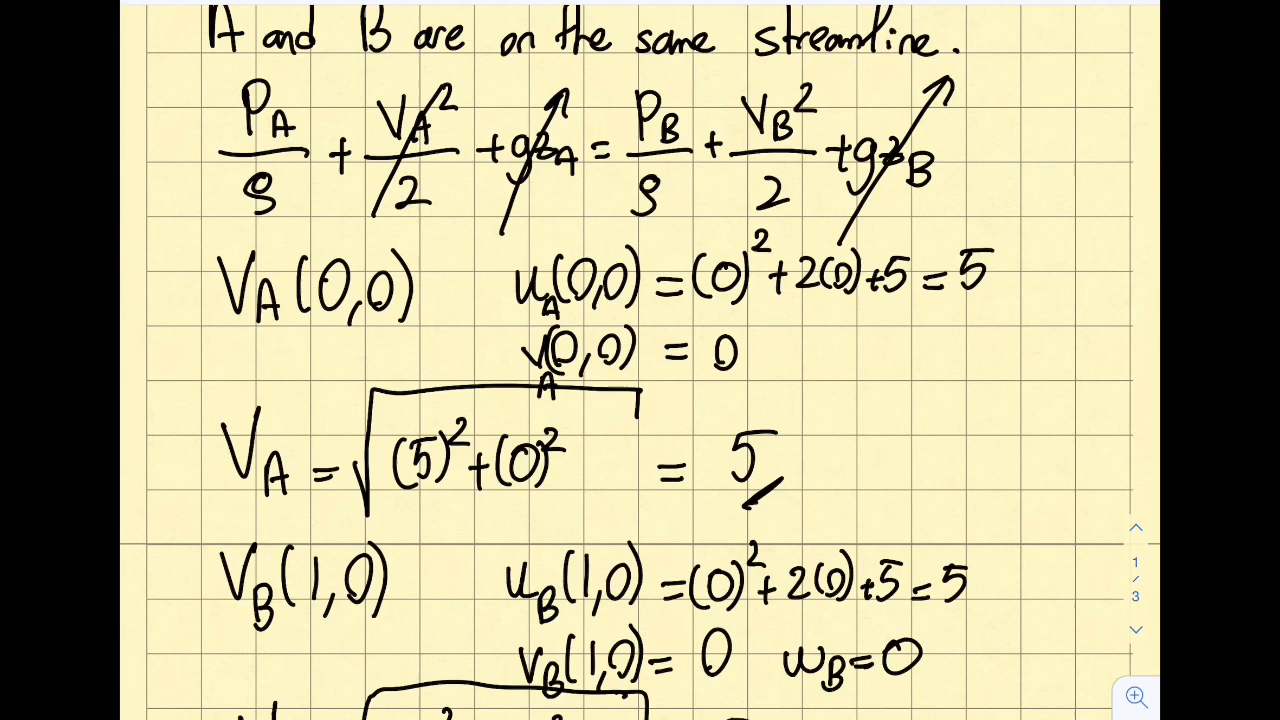 A and B are on the same streamline.
P_A/ρ + V_A²/2 + gz_A = P_B/ρ + V_B²/2 + gz_B
V_A(0,0) u_A(0,0) = (0)² + 2(0) + 5 = 5
v_A(0,0) = 0
V_A = √((5)² + (0)²) = 5
V_B(1,0) u_B(1,0) = (0)² + 2(0) + 5 = 5
v_B(1,0) = 0 w_B = 0
1
/
3